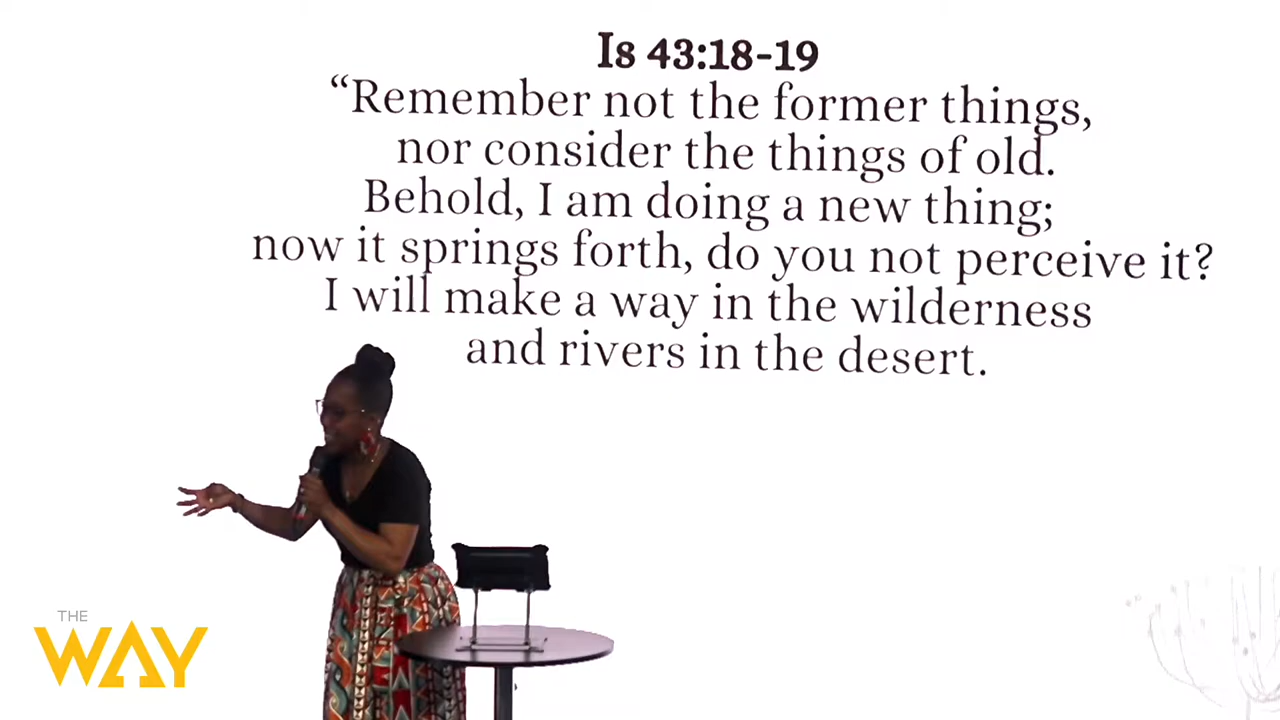 Is 43:18-19
“Remember not the former things,
nor consider the things of old.
Behold, I am doing a new thing;
now it springs forth, do you not perceive it?
I will make a way in the wilderness
and rivers in the desert.
THE
WAY